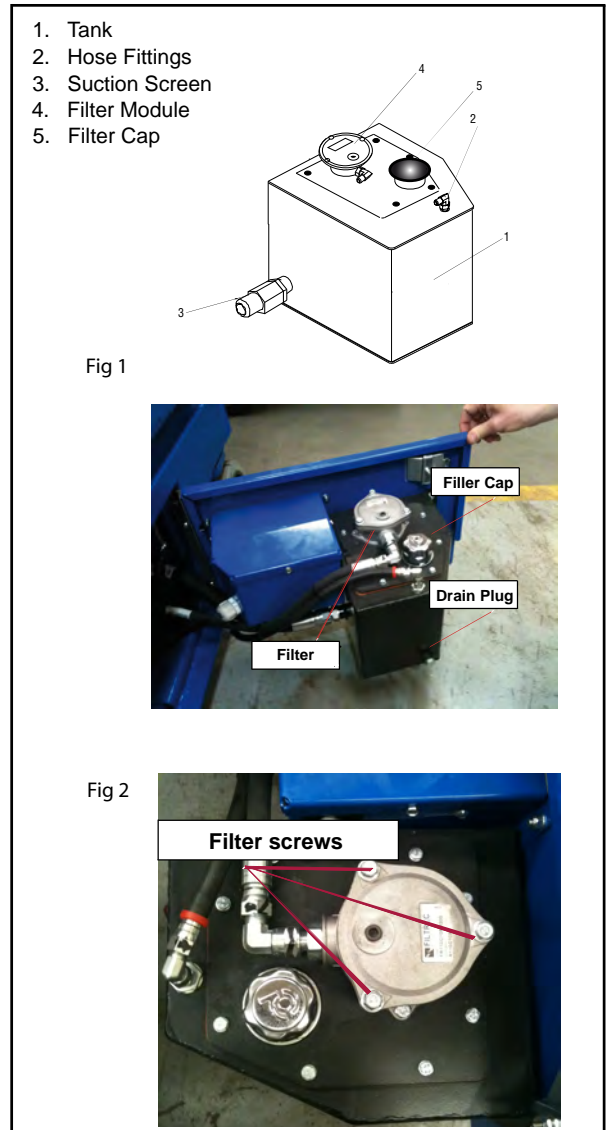 1. Tank
2. Hose Fittings
3. Suction Screen
4. Filter Module
5. Filter Cap
4
5
2
1
3
Fig 1
Filler Cap
Drain Plug
Filter
Fig 2
Filter screws